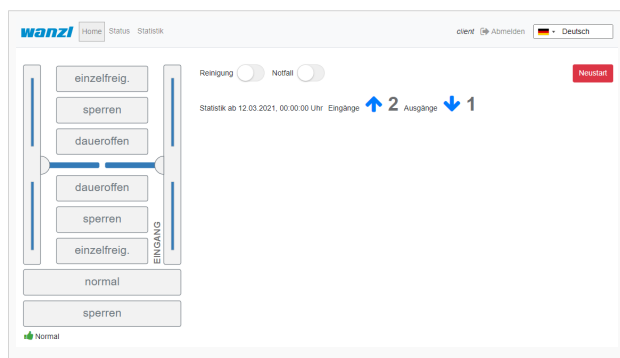 wanzl Home Status Statistik client Abmelden Deutsch
einzelfreig.
sperren
daueroffen
daueroffen
sperren
einzelfreig.
EINGANG
normal
sperren
Normal
Reinigung Notfall Neustart
Statistik ab 12.03.2021, 00:00:00 Uhr Eingänge 2 Ausgänge 1